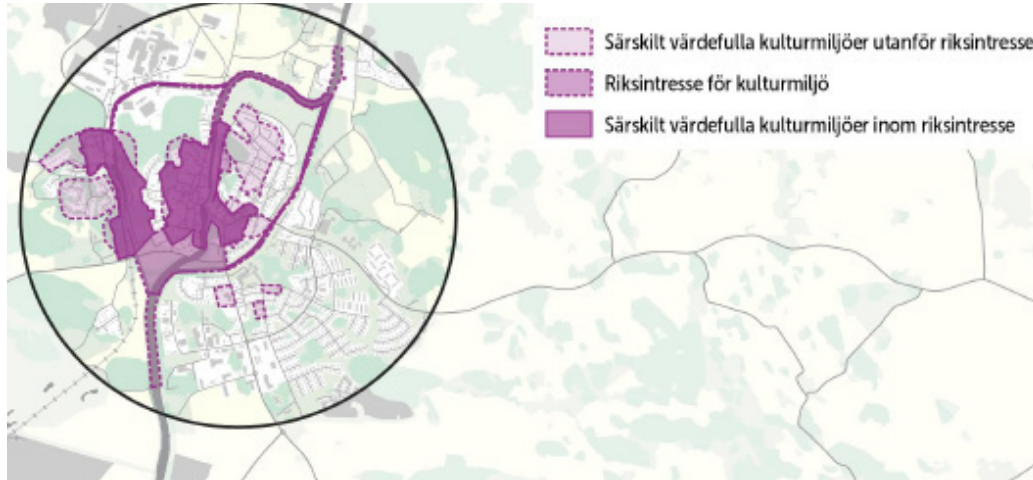 Särskilt värdefulla kulturmiljöer utanför riksintresse
Riksintresse för kulturmiljö
Särskilt värdefulla kulturmiljöer inom riksintresse